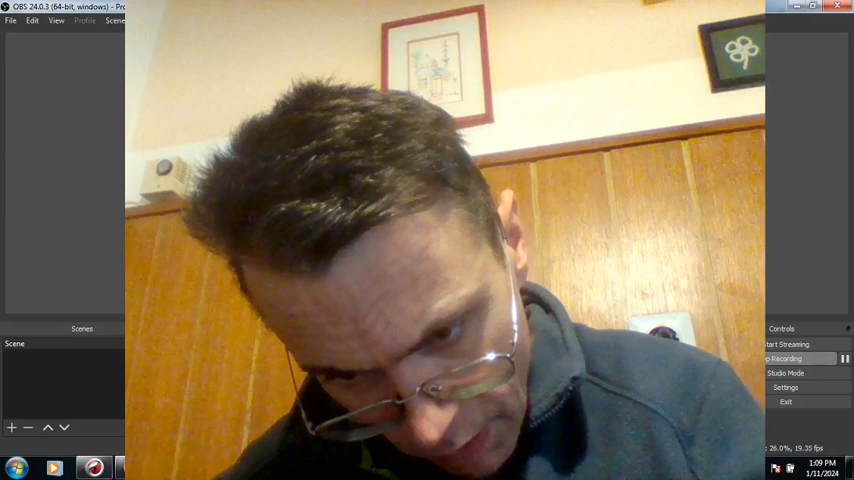 OBS 24.0.3 (64-bit, windows) - Pro
File Edit View Profile Scene
Scenes
Scene
Controls
Start Streaming
p Recording
Studio Mode
Settings
Exit
: 26.0%, 19.35 fps
1:09 PM
1/11/2024